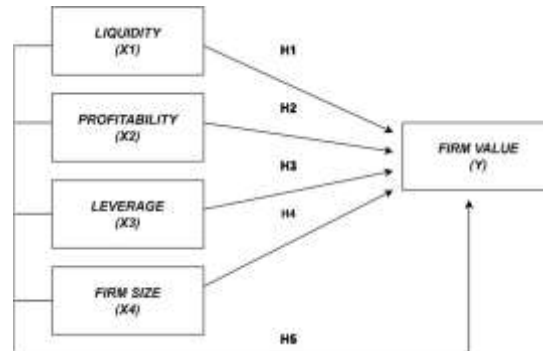 LIQUIDITY
(X1)
H1
PROFITABILITY
(X2)
H2
FIRM VALUE
(Y)
H3
LEVERAGE
(X3)
H4
FIRM SIZE
(X4)
H5